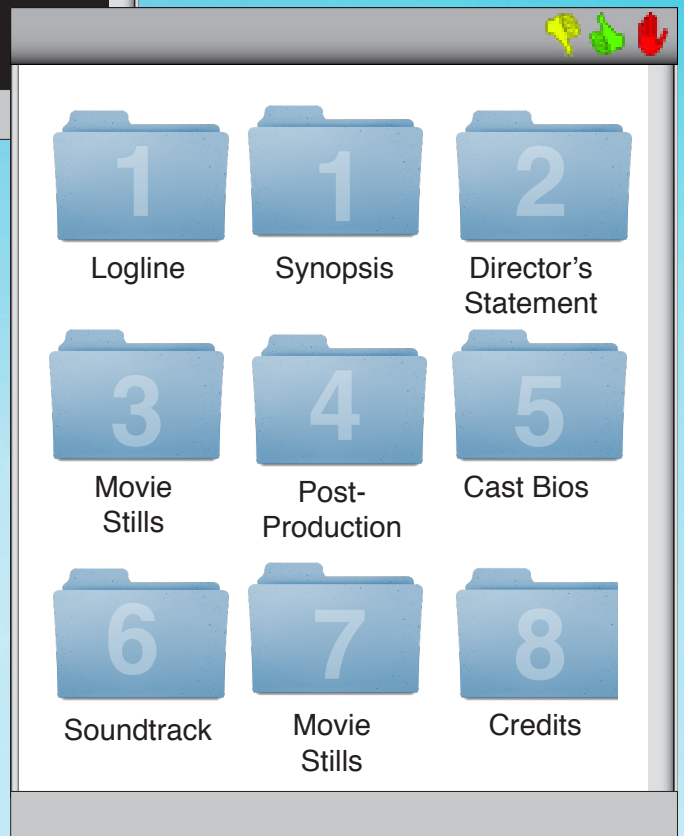 1
1
2
Logline
Synopsis
Director’s
Statement
3
4
5
Movie
Stills
Post-
Production
Cast Bios
6
7
8
Soundtrack
Movie
Stills
Credits